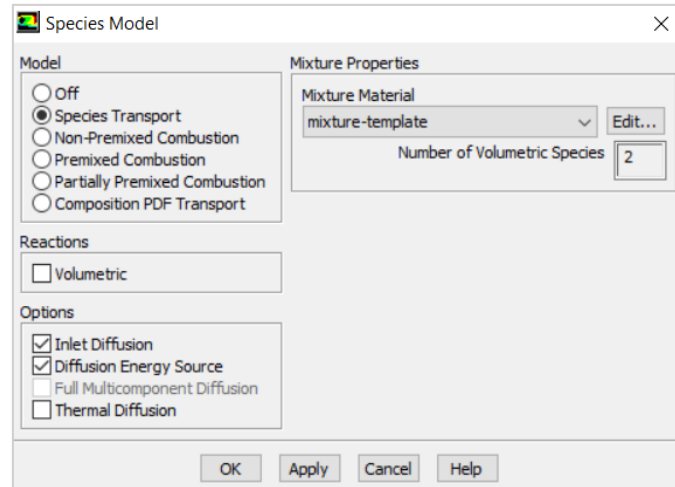 Species Model
Model
Off
Species Transport
Non-Premixed Combustion
Premixed Combustion
Partially Premixed Combustion
Composition PDF Transport
Reactions
Volumetric
Options
Inlet Diffusion
Diffusion Energy Source
Full Multicomponent Diffusion
Thermal Diffusion
Mixture Properties
Mixture Material
mixture-template
Edit...
Number of Volumetric Species 2
OK Apply Cancel Help